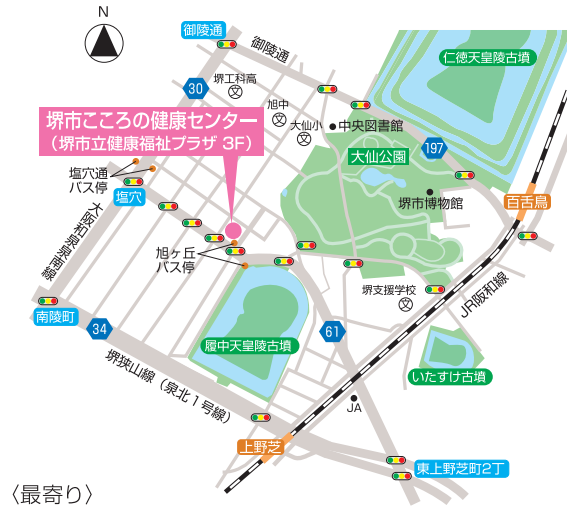 N
御陵通
御陵通
仁徳天皇陵古墳
堺工科高
文
30
旭中
文
大仙小
文
中央図書館
堺市こころの健康センター
（堺市立健康福祉プラザ 3F）
197
大仙公園
塩穴通
バス停
塩穴
堺市博物館
百舌鳥
大阪和泉泉南線
旭ヶ丘
バス停
堺支援学校
文
JR阪和線
南陵町
34
61
履中天皇陵古墳
いたすけ古墳
堺狭山線（泉北1号線）
JA
上野芝
東上野芝町2丁
〈最寄り〉